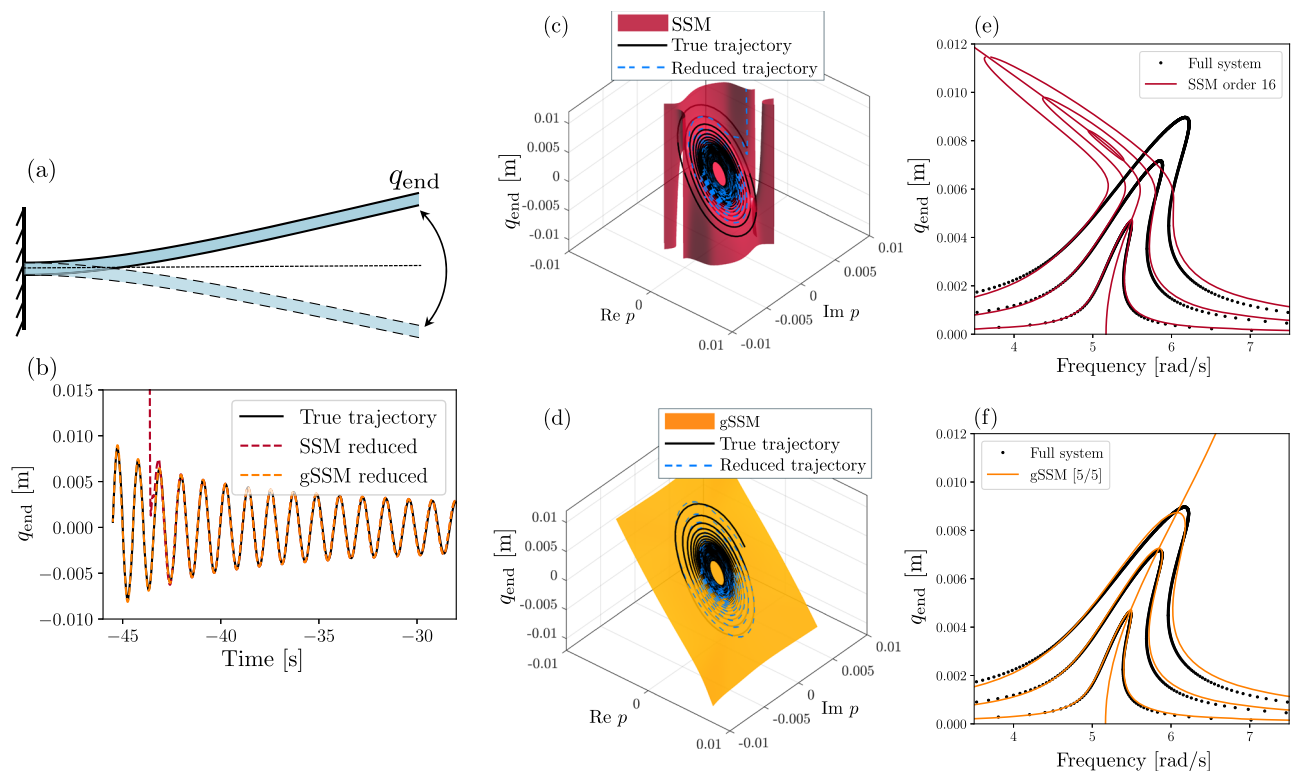 (a)
q_end
(b)
0.015
0.010
0.005
0.000
−0.005
−0.010
q_end [m]
True trajectory
SSM reduced
gSSM reduced
−45
−40
−35
−30
Time [s]
(c)
SSM
True trajectory
Reduced trajectory
0.01
0.005
0
-0.005
-0.01
q_end [m]
-0.01
0
0.01
Re p
-0.01
-0.005
0
0.005
0.01
Im p
(d)
gSSM
True trajectory
Reduced trajectory
0.01
0.005
0
-0.005
-0.01
q_end [m]
-0.01
0
0.01
Re p
-0.01
-0.005
0
0.005
0.01
Im p
(e)
0.012
0.010
0.008
0.006
0.004
0.002
0.000
q_end [m]
Full system
SSM order 16
4
5
6
7
Frequency [rad/s]
(f)
0.012
0.010
0.008
0.006
0.004
0.002
0.000
q_end [m]
Full system
gSSM [5/5]
4
5
6
7
Frequency [rad/s]